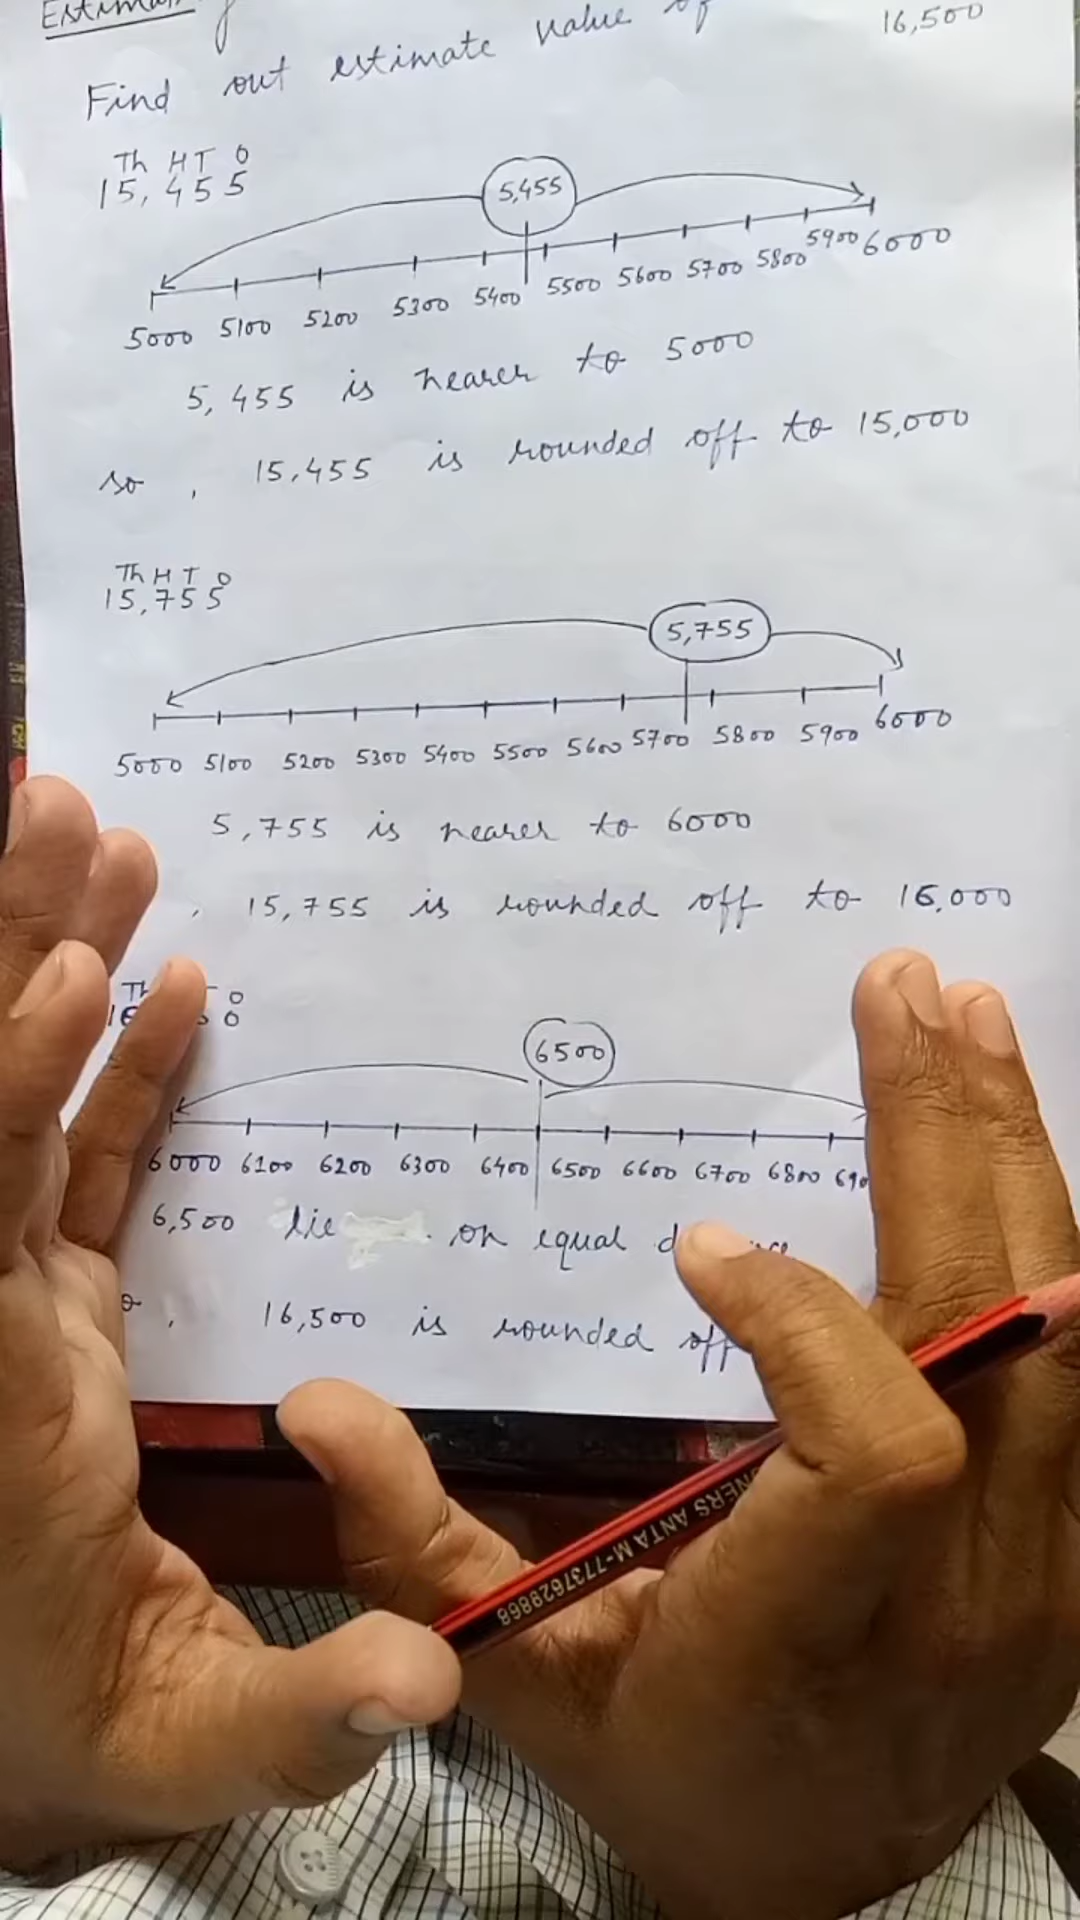 Find out estimate value of
16,500
Th H T O
15,455
5,455
5000 5100 5200 5300 5400 5500 5600 5700 5800 5900 6000
5,455 is nearer to 5000
so, 15,455 is rounded off to 15,000
Th H T O
15,755
5,755
5000 5100 5200 5300 5400 5500 5600 5700 5800 5900 6000
5,755 is nearer to 6000
, 15,755 is rounded off to 16,000
Th O
6500
6000 6100 6200 6300 6400 6500 6600 6700 6800
6,500 lie on equal
, 16,500 is rounded off
NERS ANTA M-7737629868